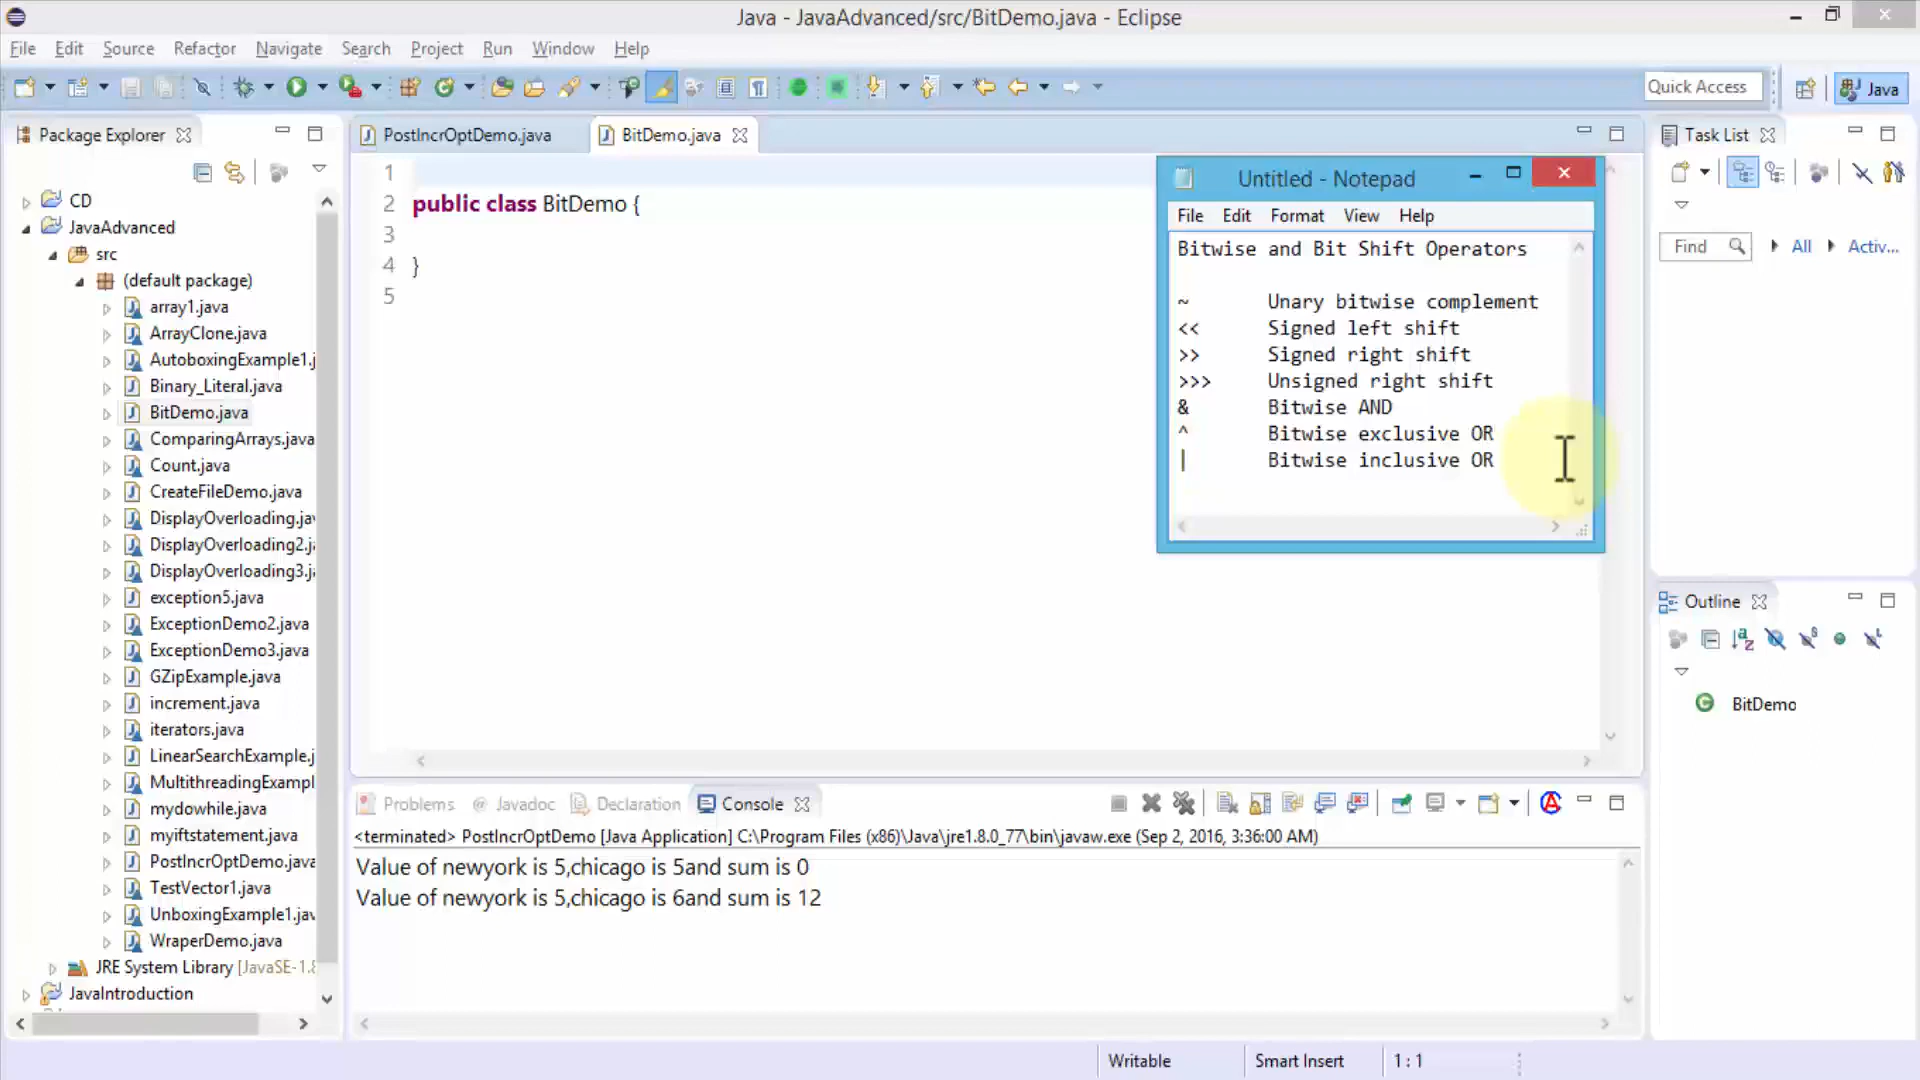 Java - JavaAdvanced/src/BitDemo.java - Eclipse
File Edit Source Refactor Navigate Search Project Run Window Help
Quick Access
Java
Package Explorer
CD
JavaAdvanced
src
(default package)
array1.java
ArrayClone.java
AutoboxingExample1.j
Binary_Literal.java
BitDemo.java
ComparingArrays.java
Count.java
CreateFileDemo.java
DisplayOverloading.jav
DisplayOverloading2.ja
DisplayOverloading3.ja
exception5.java
ExceptionDemo2.java
ExceptionDemo3.java
GZipExample.java
increment.java
iterators.java
LinearSearchExample.j
MultithreadingExampl
mydowhile.java
myiftstatement.java
PostIncrOptDemo.java
TestVector1.java
UnboxingExample1.jav
WraperDemo.java
JRE System Library [JavaSE-1.8
JavaIntroduction
PostIncrOptDemo.java
BitDemo.java
1
2 public class BitDemo {
3
4 }
5
Untitled - Notepad
File Edit Format View Help
Bitwise and Bit Shift Operators
~ Unary bitwise complement
<< Signed left shift
>> Signed right shift
>>> Unsigned right shift
& Bitwise AND
^ Bitwise exclusive OR
| Bitwise inclusive OR
Task List
Find
All
Activ...
Outline
BitDemo
Problems
@ Javadoc
Declaration
Console
<terminated> PostIncrOptDemo [Java Application] C:\Program Files (x86)\Java\jre1.8.0_77\bin\javaw.exe (Sep 2, 2016, 3:36:00 AM)
Value of newyork is 5,chicago is 5and sum is 0
Value of newyork is 5,chicago is 6and sum is 12
Writable
Smart Insert
1 : 1